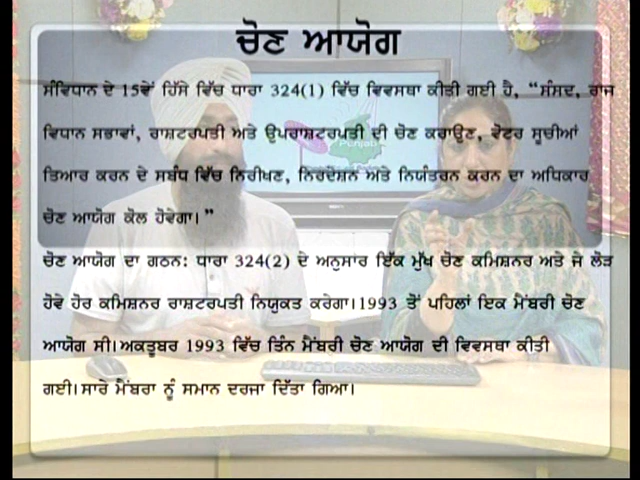 ਚੋਣ ਆਯੋਗ
ਸੰਵਿਧਾਨ ਦੇ 15ਵੇਂ ਹਿੱਸੇ ਵਿੱਚ ਧਾਰਾ 324(1) ਵਿੱਚ ਵਿਵਸਥਾ ਕੀਤੀ ਗਈ ਹੈ, “ਸੰਸਦ, ਰਾਜ
ਵਿਧਾਨ ਸਭਾਵਾਂ, ਰਾਸ਼ਟਰਪਤੀ ਅਤੇ ਉਪਰਾਸ਼ਟਰਪਤੀ ਦੀ ਚੋਣ ਕਰਾਉਣ, ਵੋਟਰ ਸੂਚੀਆਂ
ਤਿਆਰ ਕਰਨ ਦੇ ਸਬੰਧ ਵਿੱਚ ਨਿਰੀਖਣ, ਨਿਰਦੇਸ਼ਨ ਅਤੇ ਨਿਯੰਤਰਨ ਕਰਨ ਦਾ ਅਧਿਕਾਰ
ਚੋਣ ਆਯੋਗ ਕੋਲ ਹੋਵੇਗਾ।”
ਚੋਣ ਆਯੋਗ ਦਾ ਗਠਨ: ਧਾਰਾ 324(2) ਦੇ ਅਨੁਸਾਰ ਇੱਕ ਮੁੱਖ ਚੋਣ ਕਮਿਸ਼ਨਰ ਅਤੇ ਜੇ ਲੋੜ
ਹੋਵੇ ਹੋਰ ਕਮਿਸ਼ਨਰ ਰਾਸ਼ਟਰਪਤੀ ਨਿਯੁਕਤ ਕਰੇਗਾ।1993 ਤੋਂ ਪਹਿਲਾਂ ਇਕ ਮੈਂਬਰੀ ਚੋਣ
ਆਯੋਗ ਸੀ।ਅਕਤੂਬਰ 1993 ਵਿੱਚ ਤਿੰਨ ਮੈਂਬਰੀ ਚੋਣ ਆਯੋਗ ਦੀ ਵਿਵਸਥਾ ਕੀਤੀ
ਗਈ।ਸਾਰੇ ਮੈਂਬਰਾ ਨੂੰ ਸਮਾਨ ਦਰਜਾ ਦਿੱਤਾ ਗਿਆ।
Punjab